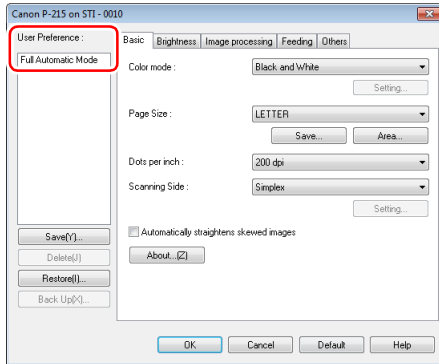 Canon P-215 on STI - 0010
User Preference :
Full Automatic Mode
Save(Y)...
Delete(J)
Restore(I)...
Back Up(X)...
Basic Brightness Image processing Feeding Others
Color mode : Black and White
Setting...
Page Size : LETTER
Save... Area...
Dots per inch : 200 dpi
Scanning Side : Simplex
Setting...
Automatically straightens skewed images
About...(Z)
OK Cancel Default Help